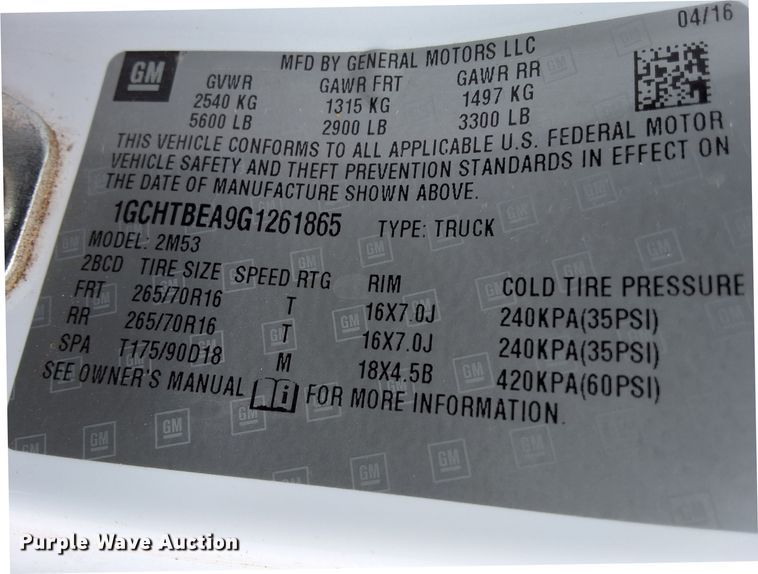 04/16
GM
MFD BY GENERAL MOTORS LLC
GVWR GAWR FRT GAWR RR
2540 KG 1315 KG 1497 KG
5600 LB 2900 LB 3300 LB
THIS VEHICLE CONFORMS TO ALL APPLICABLE U.S. FEDERAL MOTOR
VEHICLE SAFETY AND THEFT PREVENTION STANDARDS IN EFFECT ON
THE DATE OF MANUFACTURE SHOWN ABOVE.
1GCHTBEA9G1261865 TYPE: TRUCK
MODEL: 2M53
2BCD TIRE SIZE SPEED RTG RIM COLD TIRE PRESSURE
FRT 265/70R16 T 16X7.0J 240KPA(35PSI)
RR 265/70R16 T 16X7.0J 240KPA(35PSI)
SPA T175/90D18 M 18X4.5B 420KPA(60PSI)
SEE OWNER'S MANUAL i FOR MORE INFORMATION.
Purple Wave Auction